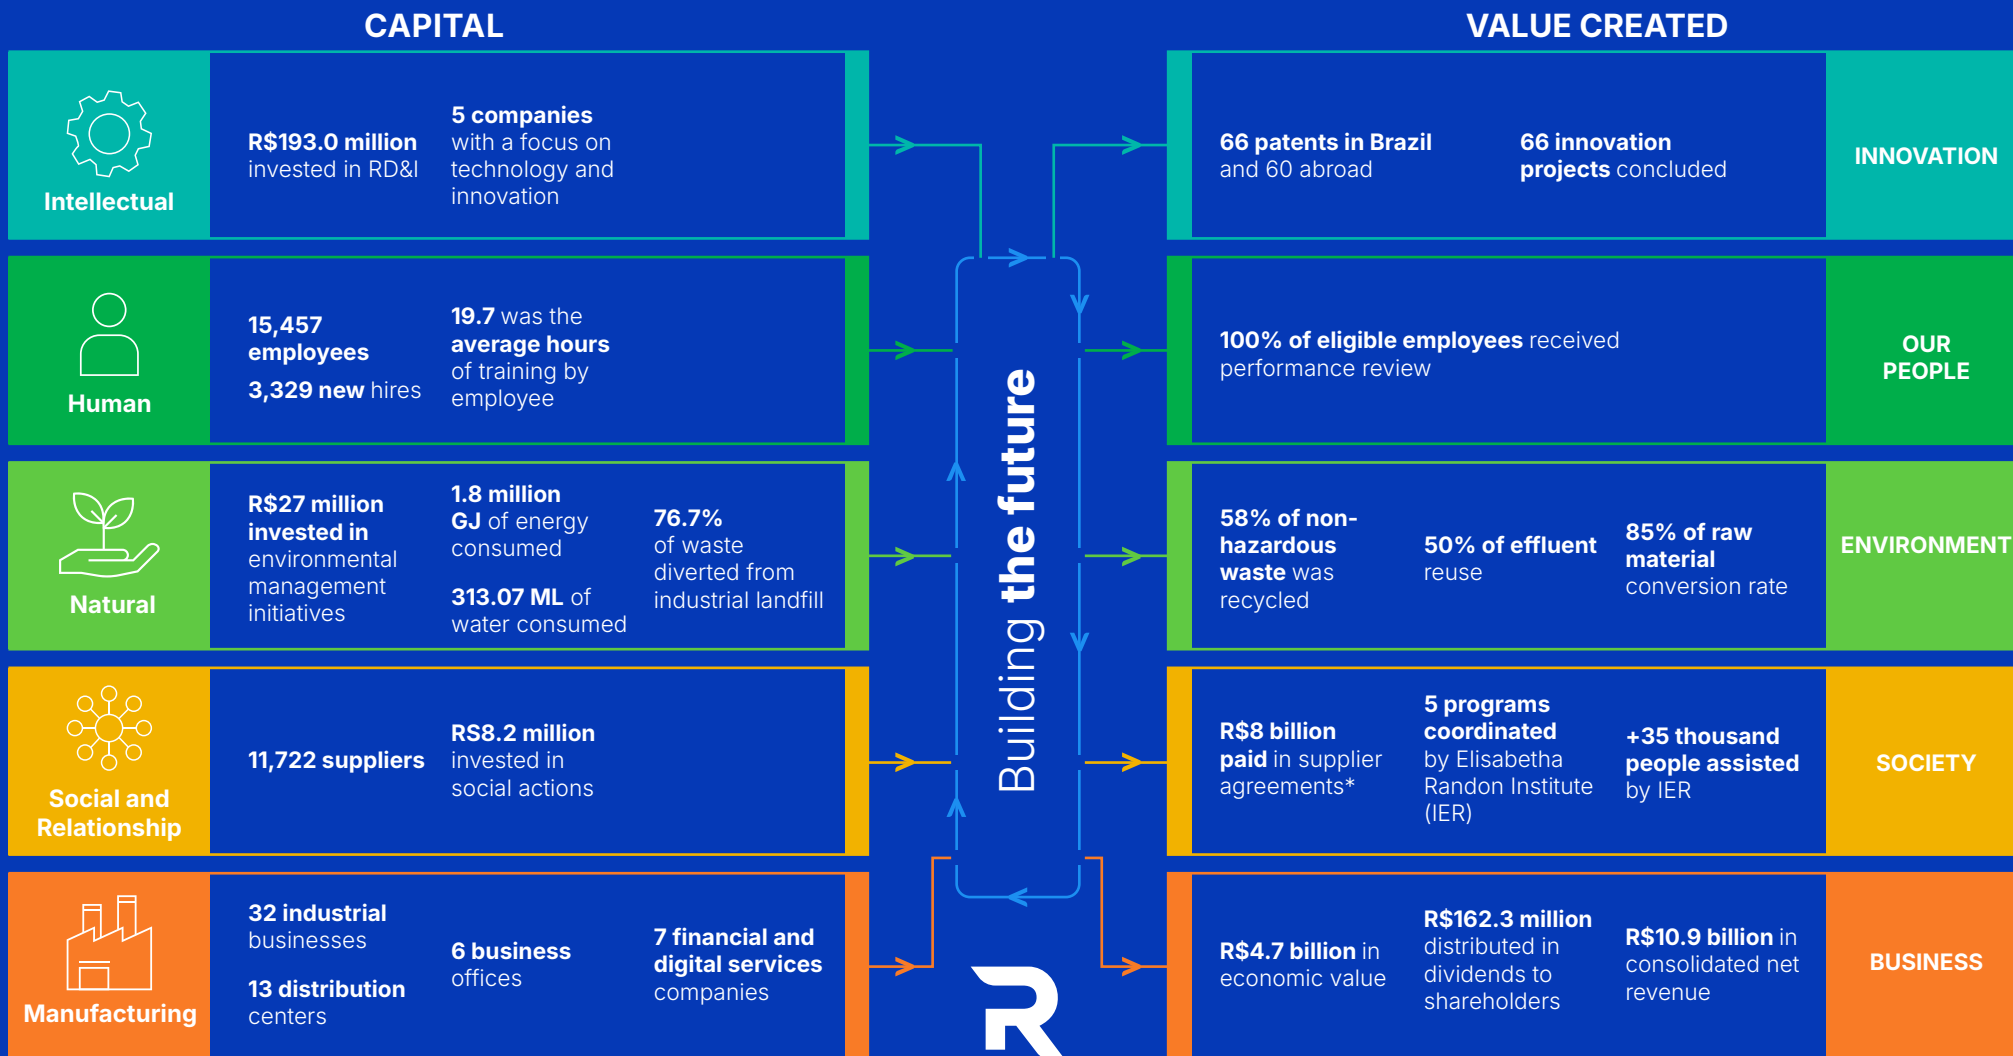 CAPITAL
VALUE CREATED
Intellectual
R$193.0 million
invested in RD&I
5 companies
with a focus on
technology and
innovation
66 patents in Brazil
and 60 abroad
66 innovation
projects concluded
INNOVATION
Human
15,457
employees
3,329 new hires
19.7 was the
average hours
of training by
employee
100% of eligible employees received
performance review
OUR
PEOPLE
Natural
R$27 million
invested in
environmental
management
initiatives
1.8 million
GJ of energy
consumed
313.07 ML of
water consumed
76.7%
of waste
diverted from
industrial landfill
58% of non-
hazardous
waste was
recycled
50% of effluent
reuse
85% of raw
material
conversion rate
ENVIRONMENT
Social and
Relationship
11,722 suppliers
RS8.2 million
invested in
social actions
R$8 billion
paid in supplier
agreements*
5 programs
coordinated
by Elisabetha
Randon Institute
(IER)
+35 thousand
people assisted
by IER
SOCIETY
Manufacturing
32 industrial
businesses
13 distribution
centers
6 business
offices
7 financial and
digital services
companies
R$4.7 billion in
economic value
R$162.3 million
distributed in
dividends to
shareholders
R$10.9 billion in
consolidated net
revenue
BUSINESS
Building the future
R